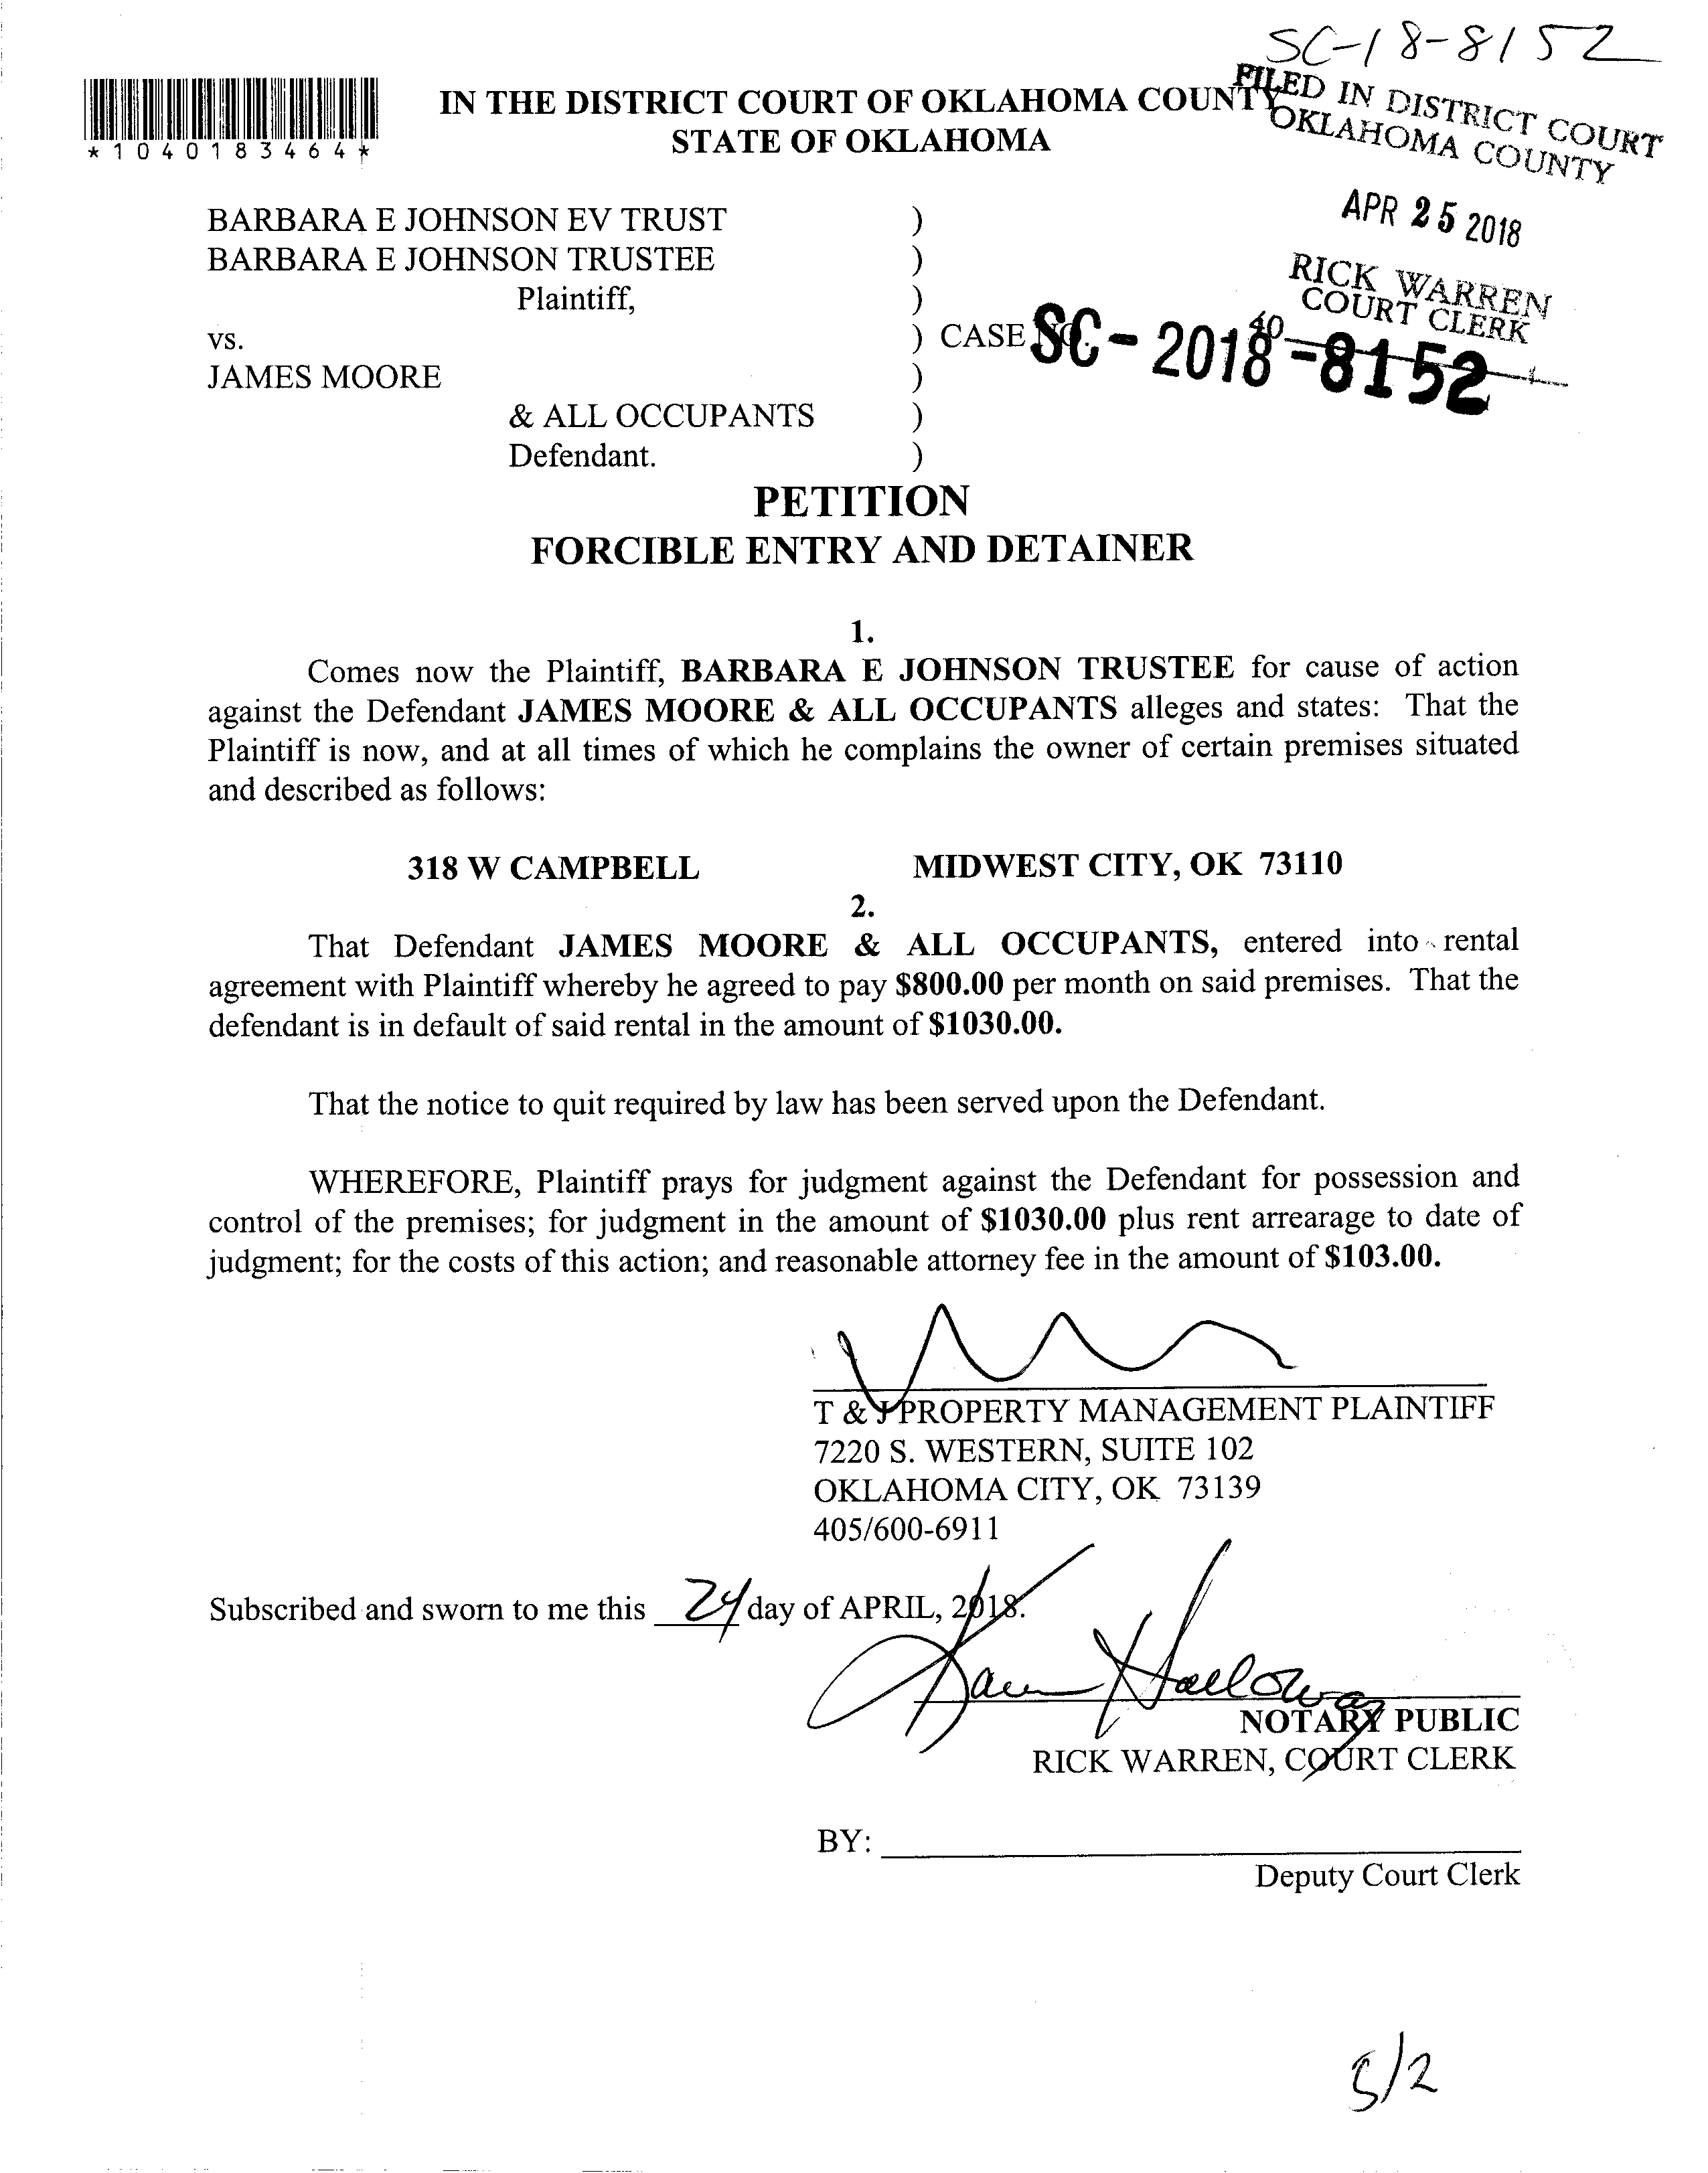 SC-18-8152
*1040183464*
IN THE DISTRICT COURT OF OKLAHOMA COUNTY
STATE OF OKLAHOMA
FILED IN DISTRICT COURT
OKLAHOMA COUNTY
APR 25 2018
RICK WARREN
COURT CLERK
40
BARBARA E JOHNSON EV TRUST )
BARBARA E JOHNSON TRUSTEE )
Plaintiff, )
vs. ) CASE NO. SC-2018-8152
JAMES MOORE )
& ALL OCCUPANTS )
Defendant. )
PETITION
FORCIBLE ENTRY AND DETAINER
1.
Comes now the Plaintiff, BARBARA E JOHNSON TRUSTEE for cause of action
against the Defendant JAMES MOORE & ALL OCCUPANTS alleges and states: That the
Plaintiff is now, and at all times of which he complains the owner of certain premises situated
and described as follows:
318 W CAMPBELL MIDWEST CITY, OK 73110
2.
That Defendant JAMES MOORE & ALL OCCUPANTS, entered into rental
agreement with Plaintiff whereby he agreed to pay $800.00 per month on said premises. That the
defendant is in default of said rental in the amount of $1030.00.
That the notice to quit required by law has been served upon the Defendant.
WHEREFORE, Plaintiff prays for judgment against the Defendant for possession and
control of the premises; for judgment in the amount of $1030.00 plus rent arrearage to date of
judgment; for the costs of this action; and reasonable attorney fee in the amount of $103.00.
T & J PROPERTY MANAGEMENT PLAINTIFF
7220 S. WESTERN, SUITE 102
OKLAHOMA CITY, OK 73139
405/600-6911
Subscribed and sworn to me this 24 day of APRIL, 2018.
Karen Holloway
NOTARY PUBLIC
RICK WARREN, COURT CLERK
BY:
Deputy Court Clerk
5/2